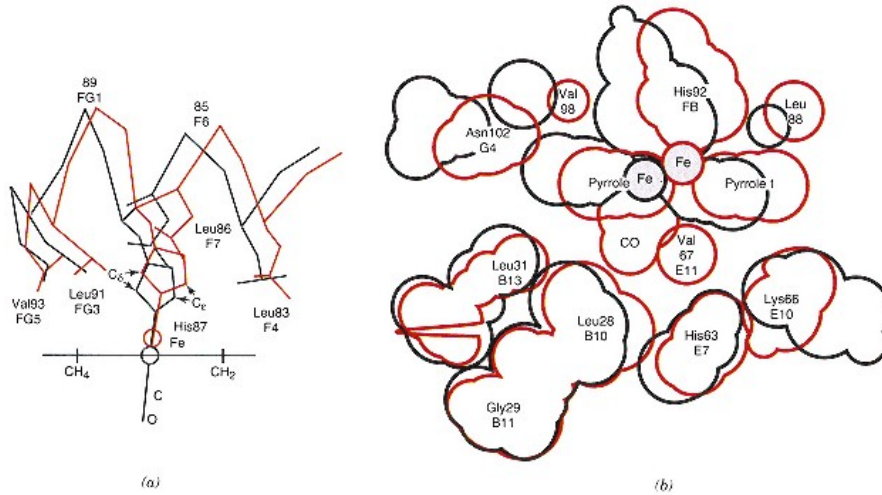 89
FG1
85
F6
Leu86
F7
Cδ
Cε
Val93
FG5
Leu91
FG3
His87
Fe
Leu83
F4
CH4
CH2
C
O
(a)
Val
98
His92
FB
Leu
88
Asn102
G4
Fe
Pyrrole
Fe
Pyrrole 1
CO
Val
67
E11
Leu31
B13
Leu28
B10
His63
E7
Lys66
E10
Gly29
B11
(b)